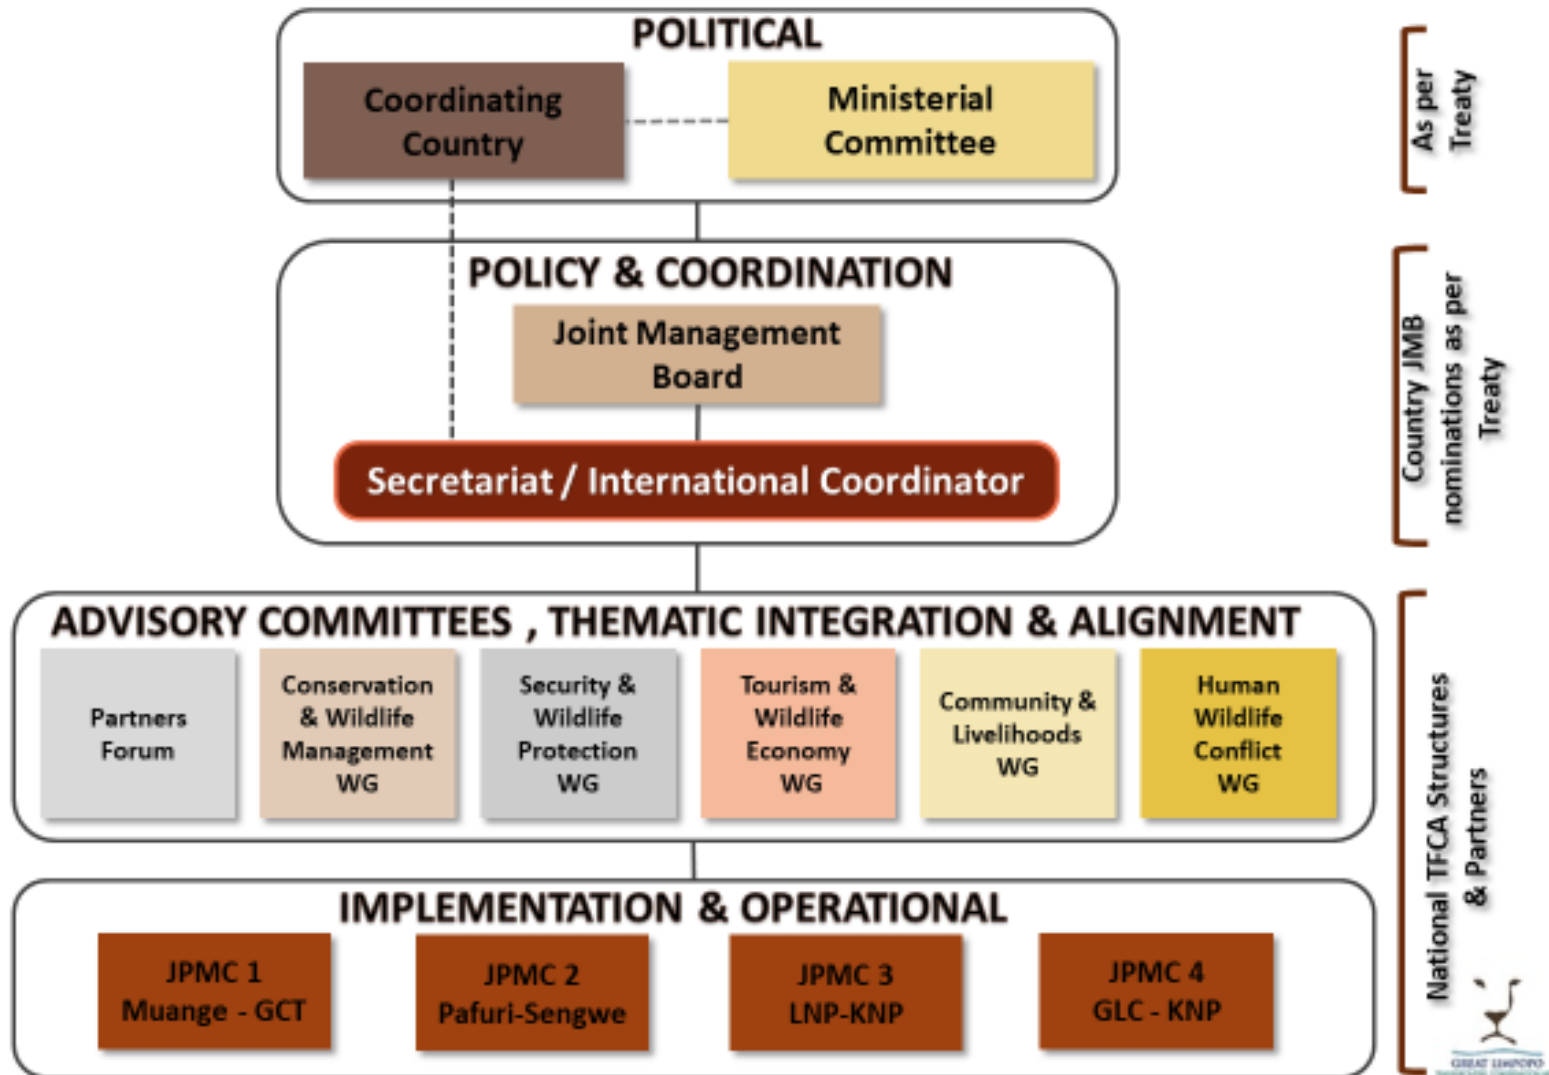 POLITICAL
Coordinating
Country
Ministerial
Committee
As per
Treaty
POLICY & COORDINATION
Joint Management
Board
Secretariat / International Coordinator
Country JMB
nominations as per
Treaty
ADVISORY COMMITTEES , THEMATIC INTEGRATION & ALIGNMENT
Partners
Forum
Conservation
& Wildlife
Management
WG
Security &
Wildlife
Protection
WG
Tourism &
Wildlife
Economy
WG
Community &
Livelihoods
WG
Human
Wildlife
Conflict
WG
National TFCA Structures
& Partners
IMPLEMENTATION & OPERATIONAL
JPMC 1
Muange - GCT
JPMC 2
Pafuri-Sengwe
JPMC 3
LNP-KNP
JPMC 4
GLC - KNP
GREAT LIMPOPO